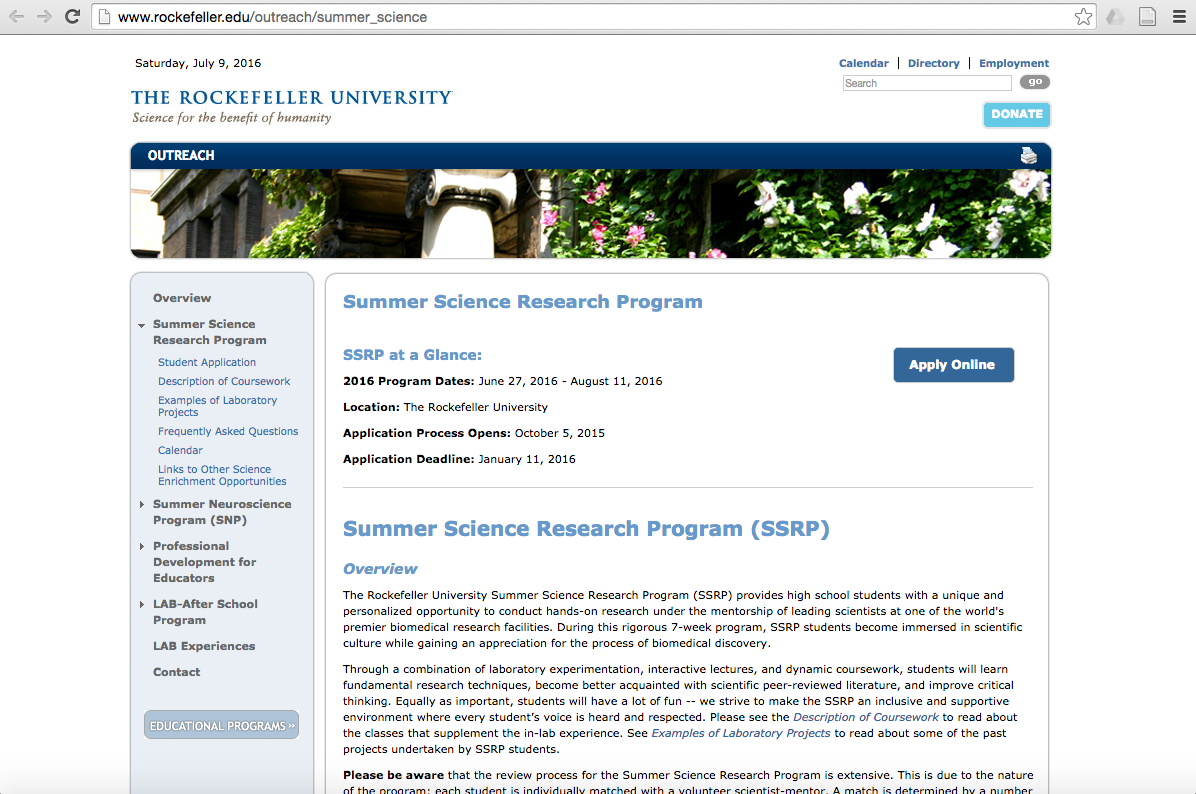 www.rockefeller.edu/outreach/summer_science
Saturday, July 9, 2016
Calendar | Directory | Employment
Search go
THE ROCKEFELLER UNIVERSITY
Science for the benefit of humanity
DONATE
OUTREACH
Overview
Summer Science
Research Program
Student Application
Description of Coursework
Examples of Laboratory
Projects
Frequently Asked Questions
Calendar
Links to Other Science
Enrichment Opportunities
Summer Neuroscience
Program (SNP)
Professional
Development for
Educators
LAB-After School
Program
LAB Experiences
Contact
EDUCATIONAL PROGRAMS »
Summer Science Research Program
SSRP at a Glance:
Apply Online
2016 Program Dates: June 27, 2016 - August 11, 2016
Location: The Rockefeller University
Application Process Opens: October 5, 2015
Application Deadline: January 11, 2016
Summer Science Research Program (SSRP)
Overview
The Rockefeller University Summer Science Research Program (SSRP) provides high school students with a unique and
personalized opportunity to conduct hands-on research under the mentorship of leading scientists at one of the world's
premier biomedical research facilities. During this rigorous 7-week program, SSRP students become immersed in scientific
culture while gaining an appreciation for the process of biomedical discovery.
Through a combination of laboratory experimentation, interactive lectures, and dynamic coursework, students will learn
fundamental research techniques, become better acquainted with scientific peer-reviewed literature, and improve critical
thinking. Equally as important, students will have a lot of fun -- we strive to make the SSRP an inclusive and supportive
environment where every student's voice is heard and respected. Please see the Description of Coursework to read about
the classes that supplement the in-lab experience. See Examples of Laboratory Projects to read about some of the past
projects undertaken by SSRP students.
Please be aware that the review process for the Summer Science Research Program is extensive. This is due to the nature
of the program: each student is individually matched with a volunteer scientist-mentor. A match is determined by a number